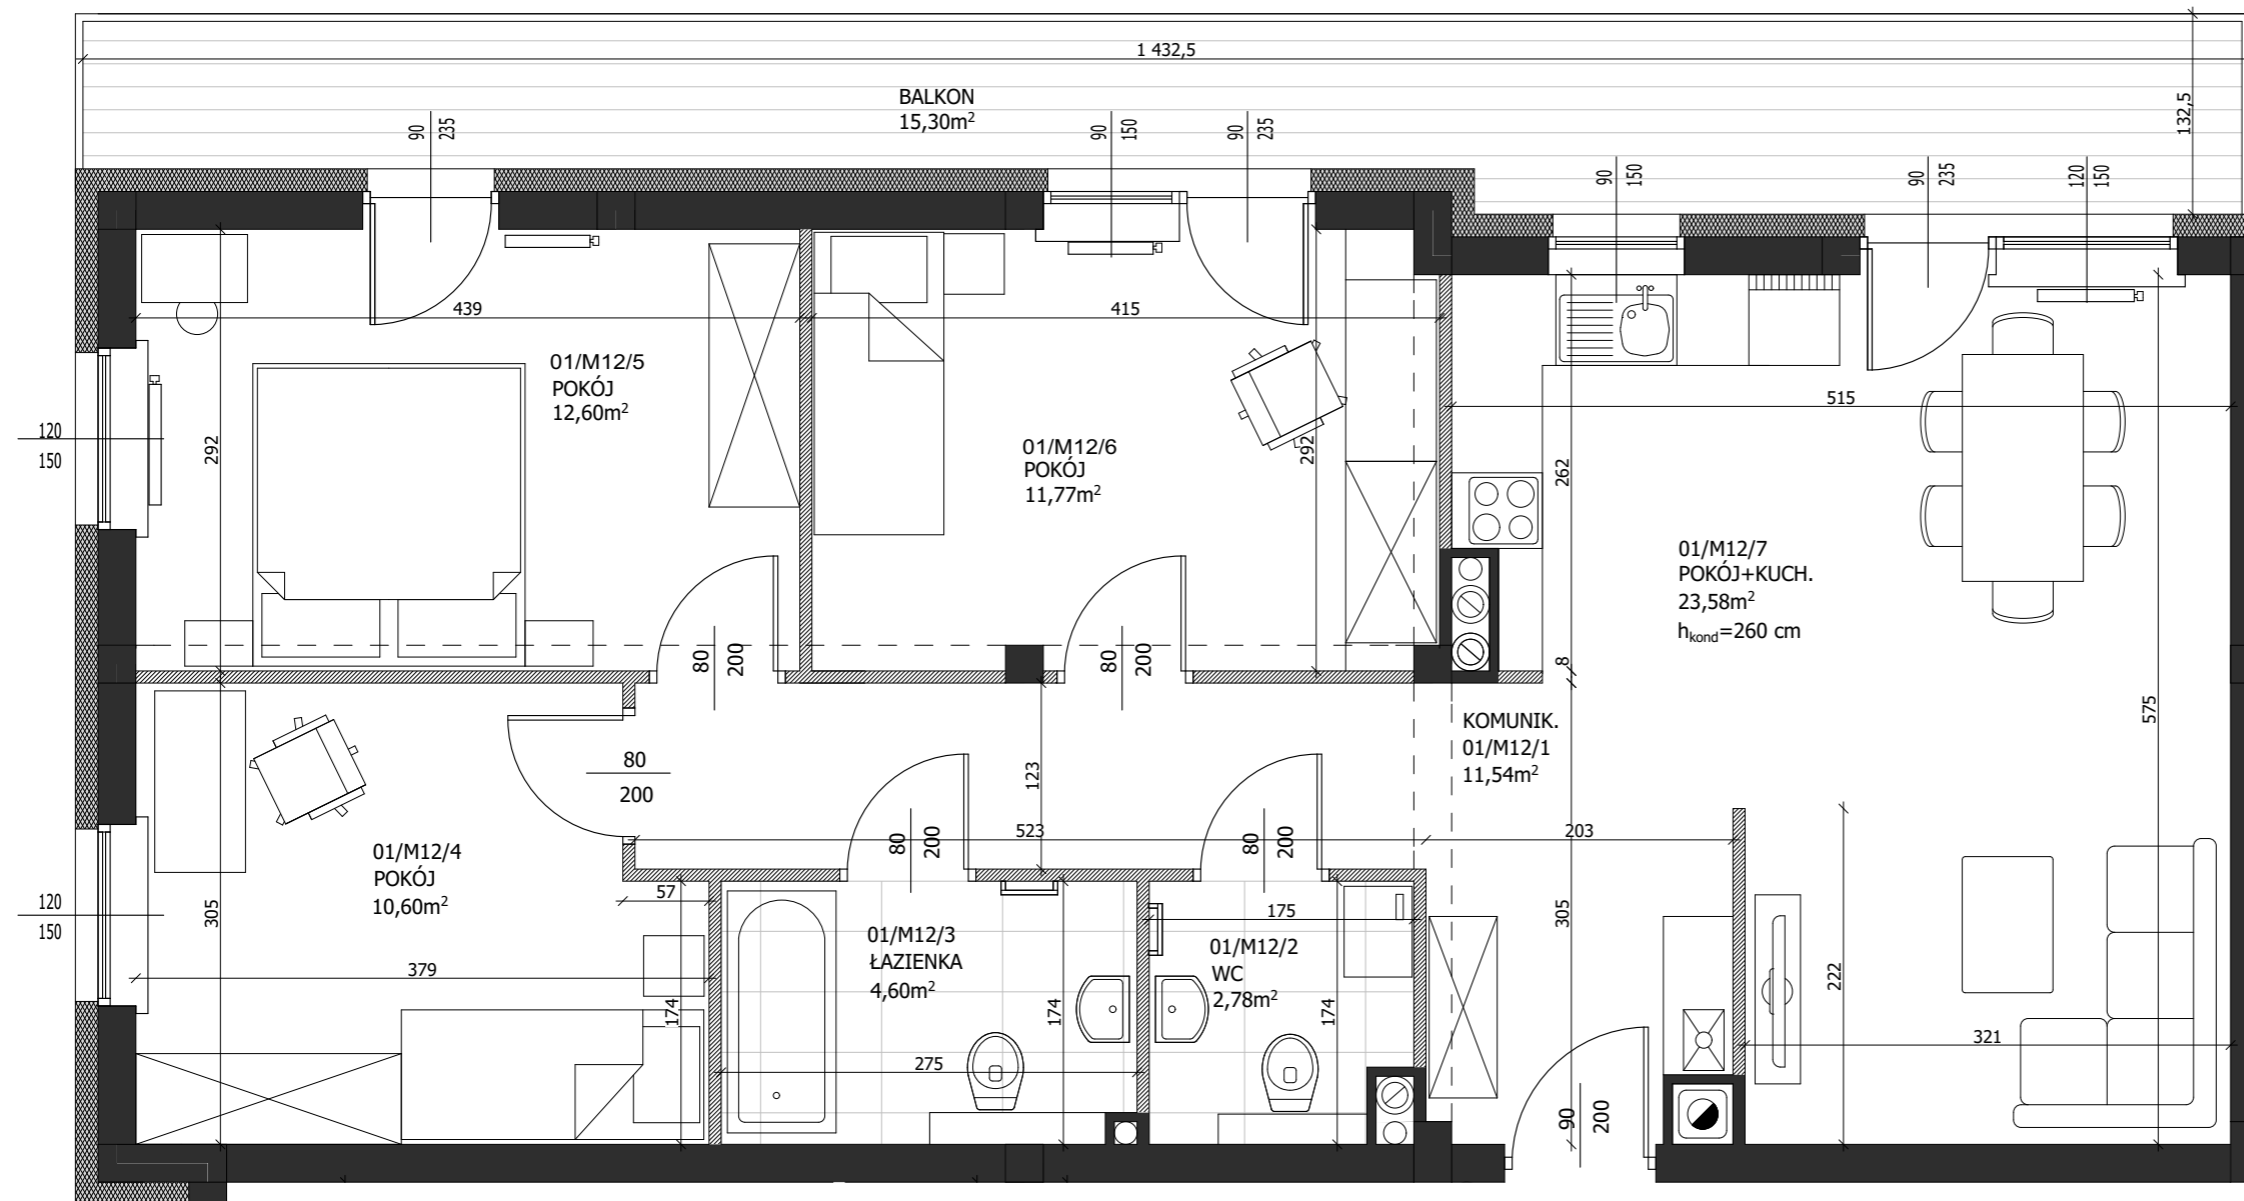 1 432,5
BALKON
15,30m²
132,5
90
235
90
150
90
235
90
150
90
235
120
150
439
415
01/M12/5
POKÓJ
12,60m²
515
120
150
292
01/M12/6
POKÓJ
11,77m²
292
262
01/M12/7
POKÓJ+KUCH.
23,58m²
hkond=260 cm
80
200
80
200
8
KOMUNIK.
01/M12/1
11,54m²
575
80
200
123
523
203
80
200
80
200
01/M12/4
POKÓJ
10,60m²
57
305
120
150
175
01/M12/3
ŁAZIENKA
4,60m²
01/M12/2
WC
2,78m²
305
379
222
174
174
174
275
321
90
200